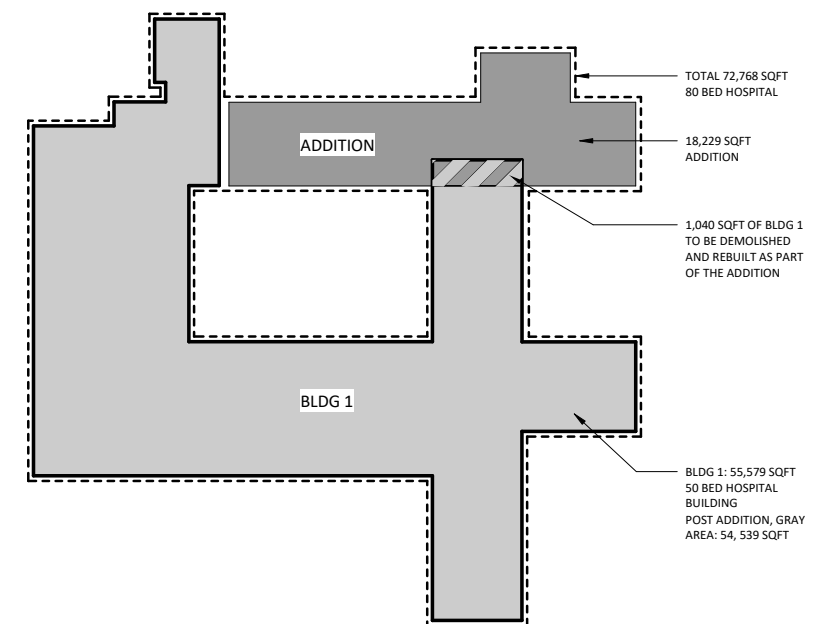 TOTAL 72,768 SQFT
80 BED HOSPITAL
ADDITION
18,229 SQFT
ADDITION
1,040 SQFT OF BLDG 1
TO BE DEMOLISHED
AND REBUILT AS PART
OF THE ADDITION
BLDG 1
BLDG 1: 55,579 SQFT
50 BED HOSPITAL
BUILDING
POST ADDITION, GRAY
AREA: 54, 539 SQFT